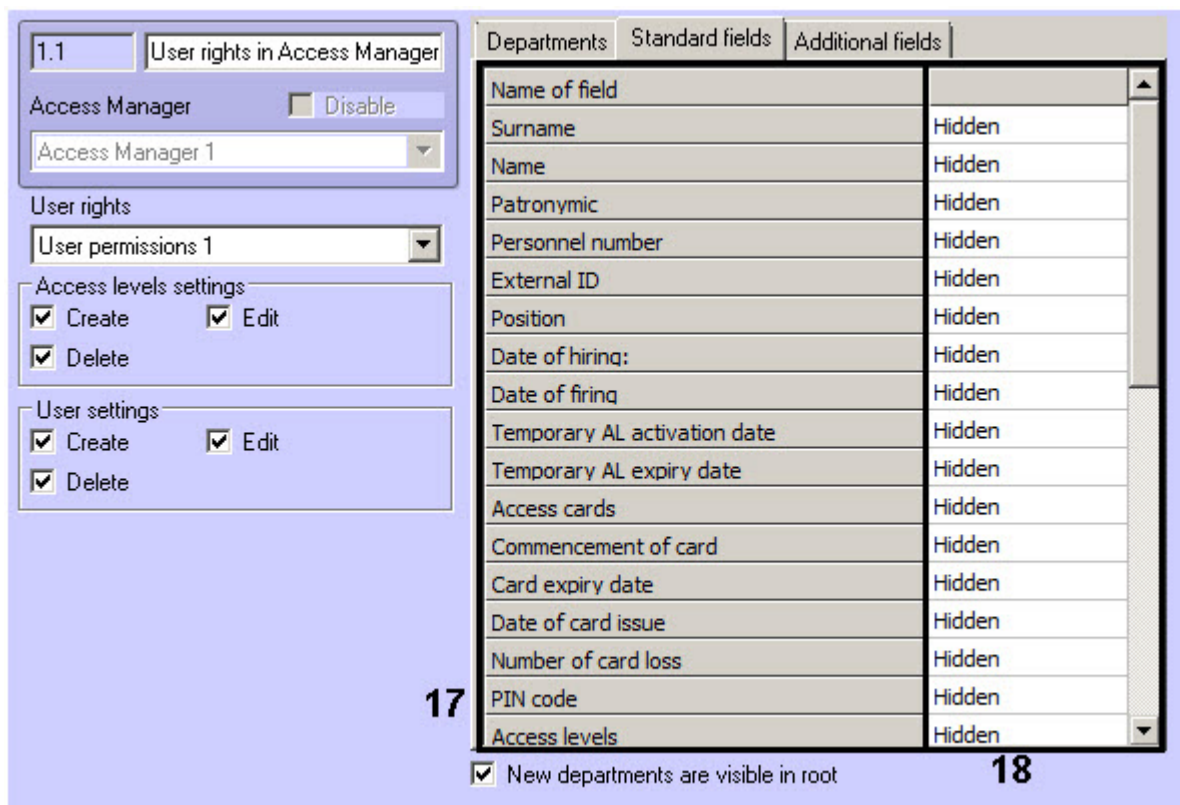 1.1 User rights in Access Manager
Access Manager Disable
Access Manager 1
User rights
User permissions 1
Access levels settings
Create Edit
Delete
User settings
Create Edit
Delete
Departments Standard fields Additional fields
Name of field
Surname Hidden
Name Hidden
Patronymic Hidden
Personnel number Hidden
External ID Hidden
Position Hidden
Date of hiring: Hidden
Date of firing Hidden
Temporary AL activation date Hidden
Temporary AL expiry date Hidden
Access cards Hidden
Commencement of card Hidden
Card expiry date Hidden
Date of card issue Hidden
Number of card loss Hidden
PIN code Hidden
Access levels Hidden
17
New departments are visible in root
18